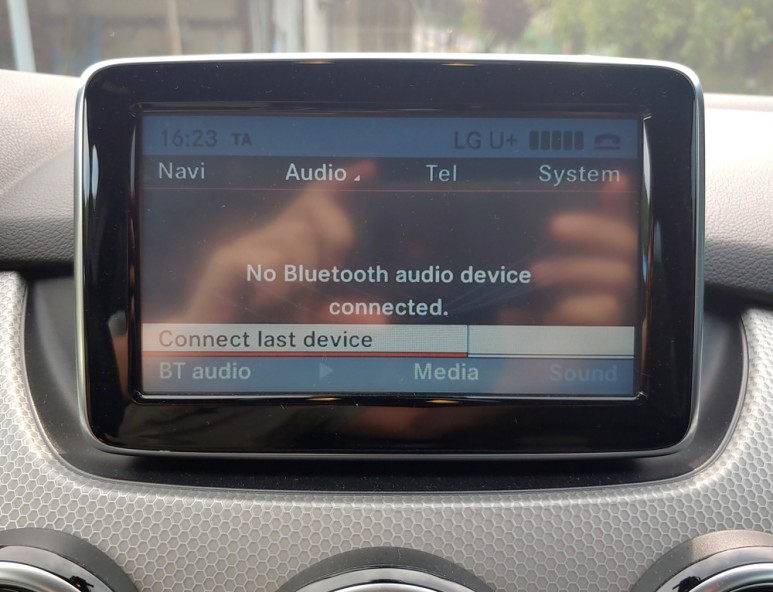 16:23 TA LG U+
Navi Audio Tel System
No Bluetooth audio device
connected.
Connect last device
BT audio Media Sound